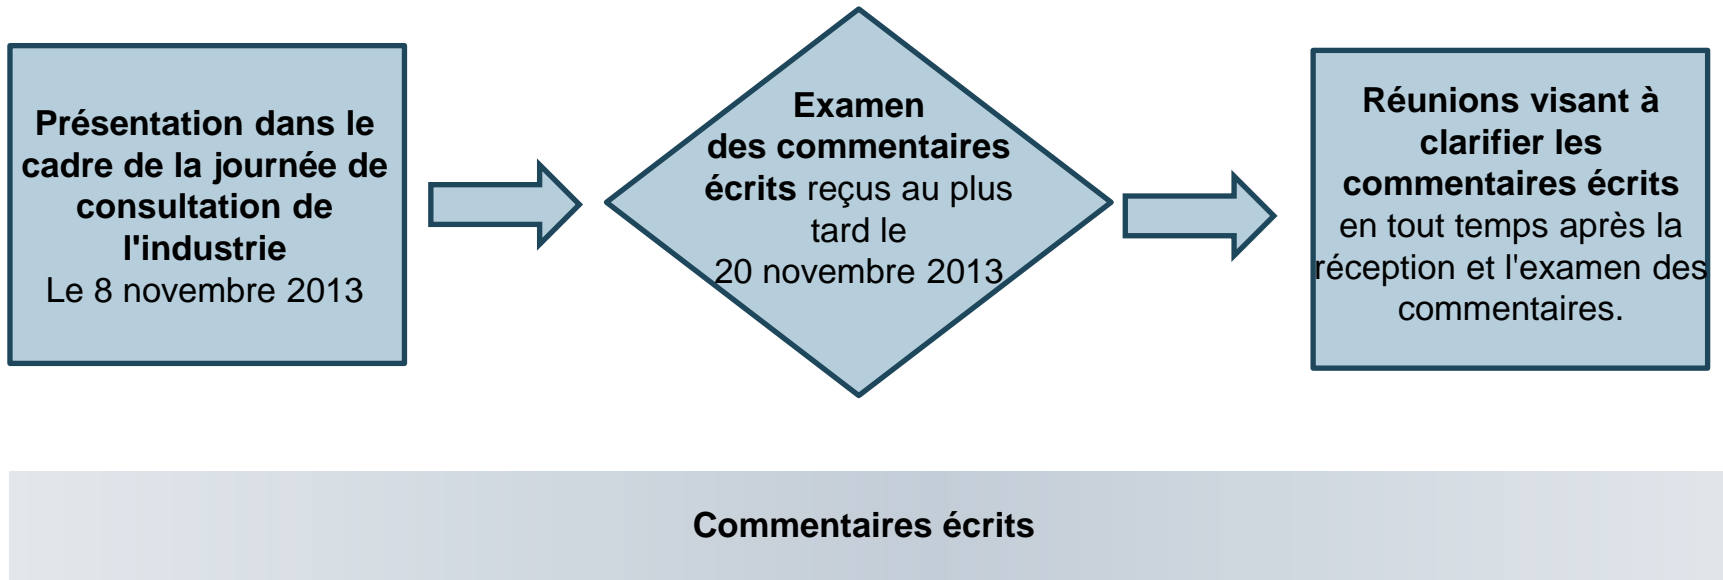 Présentation dans le
cadre de la journée de
consultation de
l'industrie
Le 8 novembre 2013
Examen
des commentaires
écrits reçus au plus
tard le
20 novembre 2013
Réunions visant à
clarifier les
commentaires écrits
en tout temps après la
réception et l'examen des
commentaires.
Commentaires écrits